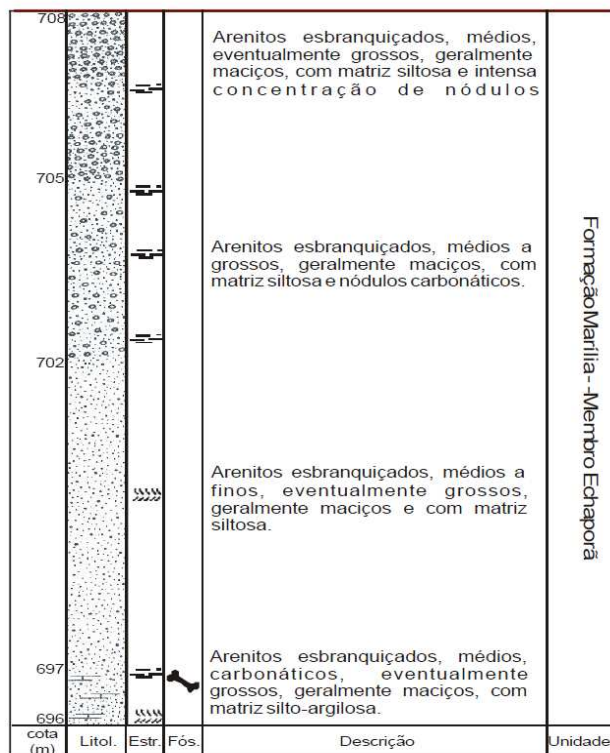 708
Arenitos esbranquiçados, médios,
eventualmente grossos, geralmente
maciços, com matriz siltosa e intensa
concentração de nódulos
705
Arenitos esbranquiçados, médios a
grossos, geralmente maciços, com
matriz siltosa e nódulos carbonáticos.
702
Arenitos esbranquiçados, médios a
finos, eventualmente grossos,
geralmente maciços e com matriz
siltosa.
697
Arenitos esbranquiçados, médios,
carbonáticos, eventualmente
grossos, geralmente maciços, com
matriz silto-argilosa.
696
Formação Marília - -Membro Echaporã
cota
(m)
Litol.
Estr.
Fós.
Descrição
Unidade